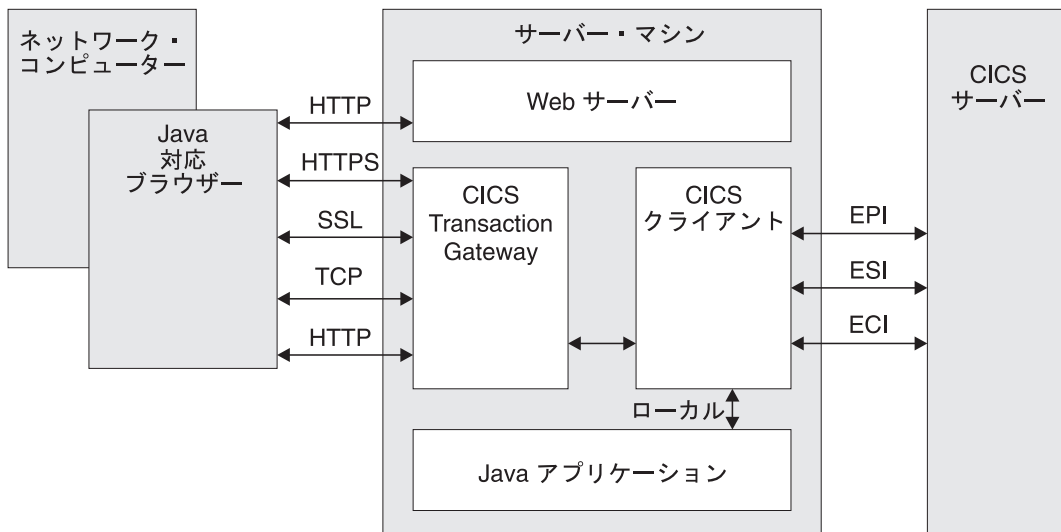 ネットワーク・
コンピューター
Java
対応
ブラウザー
HTTP
HTTPS
SSL
TCP
HTTP
サーバー・マシン
Web サーバー
CICS
Transaction
Gateway
CICS
クライアント
ローカル
Java アプリケーション
EPI
ESI
ECI
CICS
サーバー